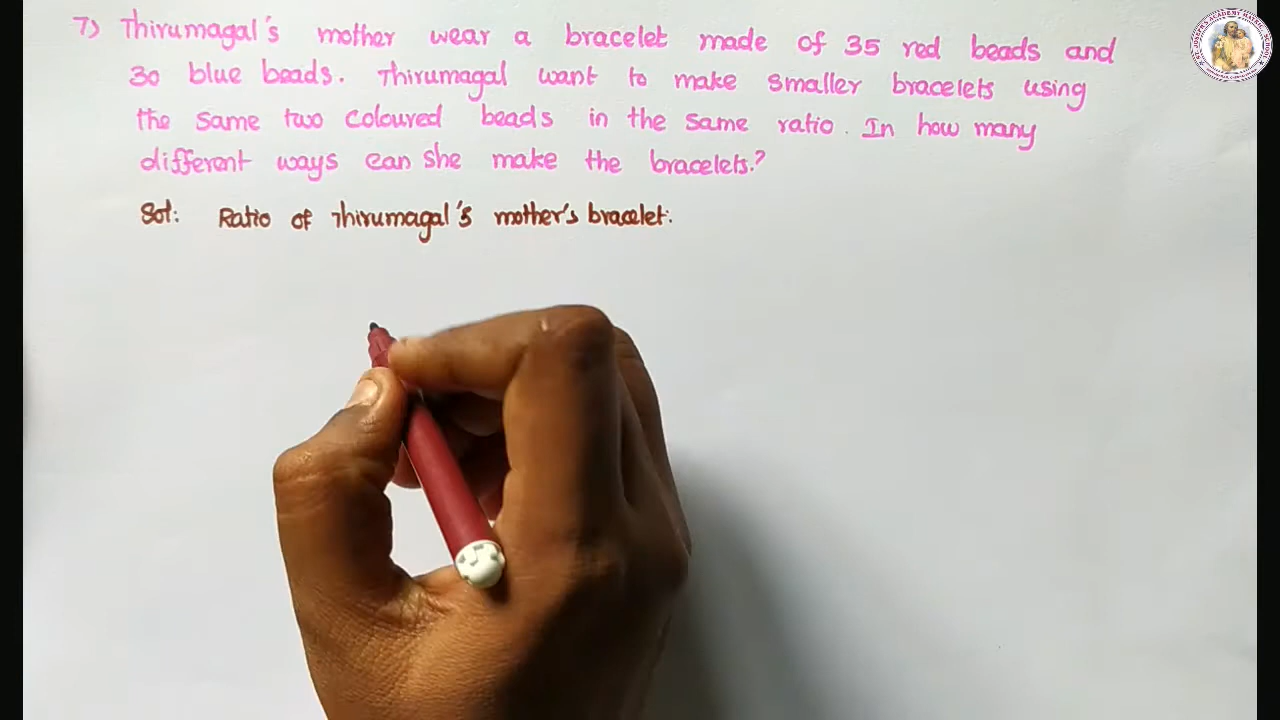 7) Thirumagal's mother wear a bracelet made of 35 red beads and
30 blue beads. Thirumagal want to make smaller bracelets using
the same two coloured beads in the same ratio. In how many
different ways can she make the bracelets.?
Sol: Ratio of Thirumagal's mother's bracelet: